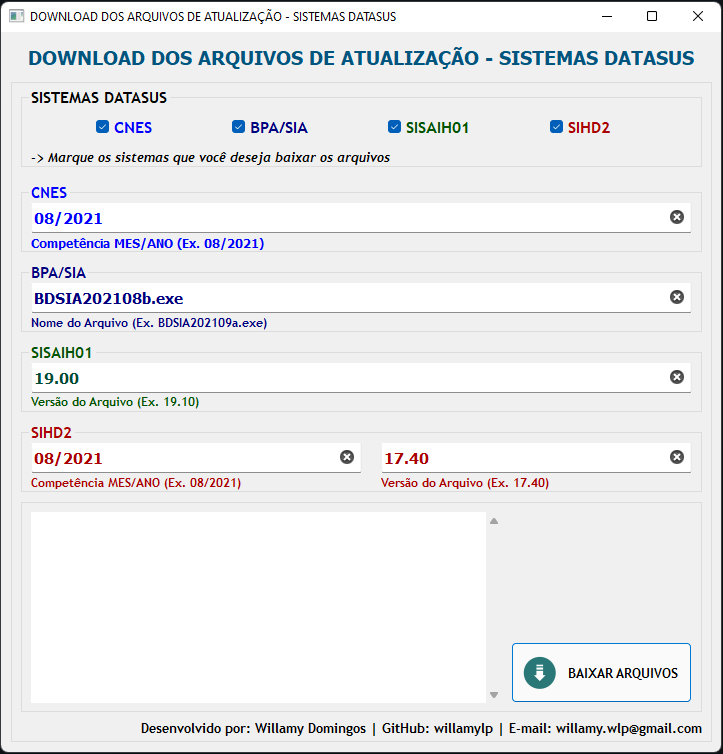 DOWNLOAD DOS ARQUIVOS DE ATUALIZAÇÃO - SISTEMAS DATASUS
DOWNLOAD DOS ARQUIVOS DE ATUALIZAÇÃO - SISTEMAS DATASUS
SISTEMAS DATASUS
CNES BPA/SIA SISAIH01 SIHD2
-> Marque os sistemas que você deseja baixar os arquivos
CNES
08/2021
Competência MES/ANO (Ex. 08/2021)
BPA/SIA
BDSIA202108b.exe
Nome do Arquivo (Ex. BDSIA202109a.exe)
SISAIH01
19.00
Versão do Arquivo (Ex. 19.10)
SIHD2
08/2021 17.40
Competência MES/ANO (Ex. 08/2021) Versão do Arquivo (Ex. 17.40)
BAIXAR ARQUIVOS
Desenvolvido por: Willamy Domingos | GitHub: willamylp | E-mail: willamy.wlp@gmail.com